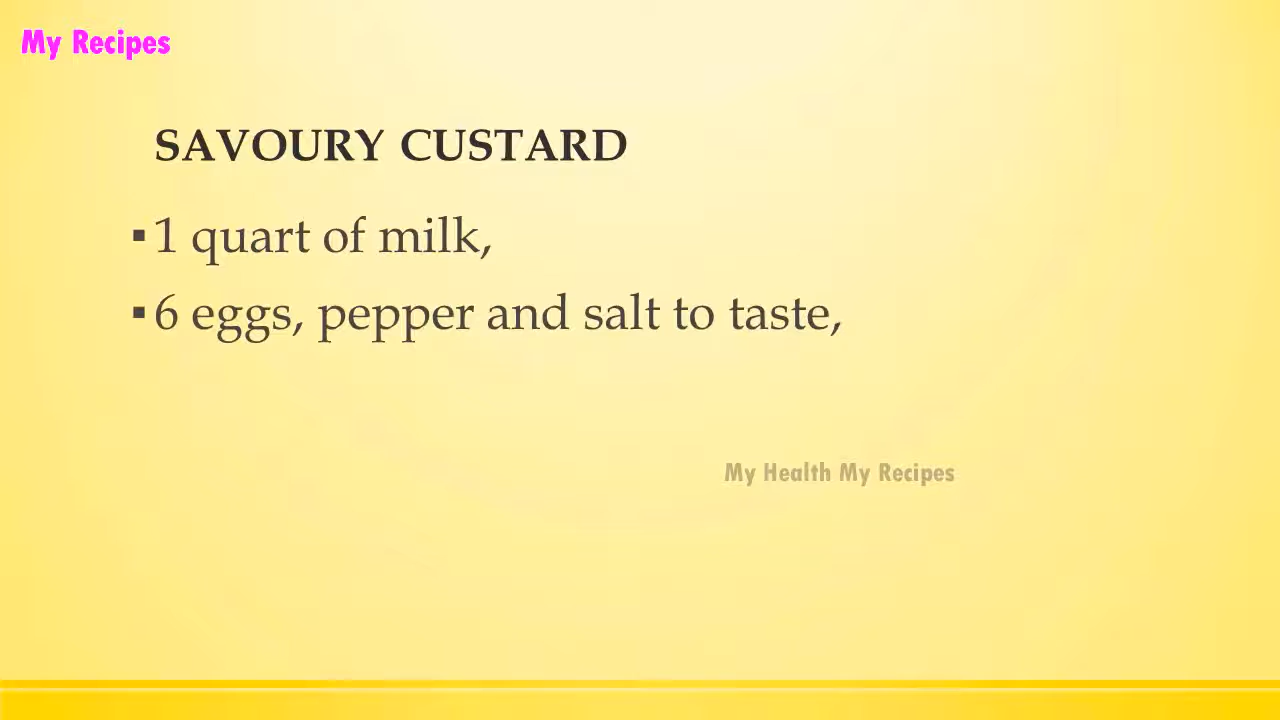 My Recipes
SAVOURY CUSTARD
▪1 quart of milk,
▪6 eggs, pepper and salt to taste,
My Health My Recipes